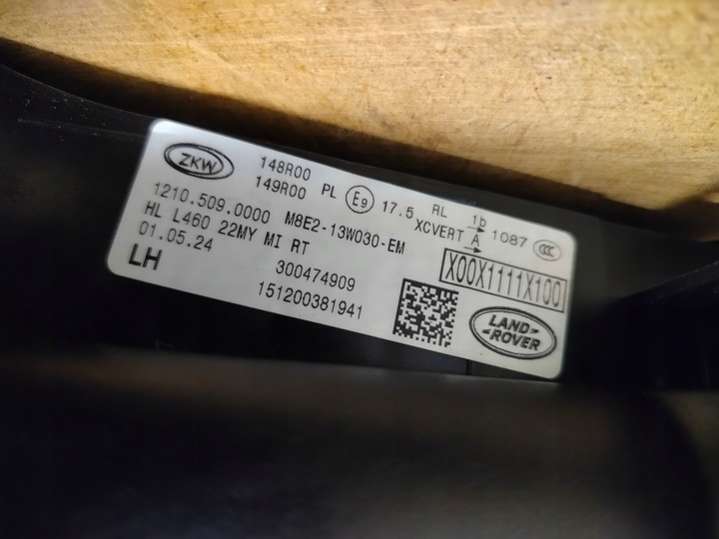 ZKW
148R00
149R00 PL E9 17.5 RL 1b 1087 CCC
XCVERT A
1210.509.0000 M8E2-13W030-EM
HL L460 22MY MI RT
01.05.24
LH
300474909
151200381941
X00X1111X100
LAND-
-ROVER